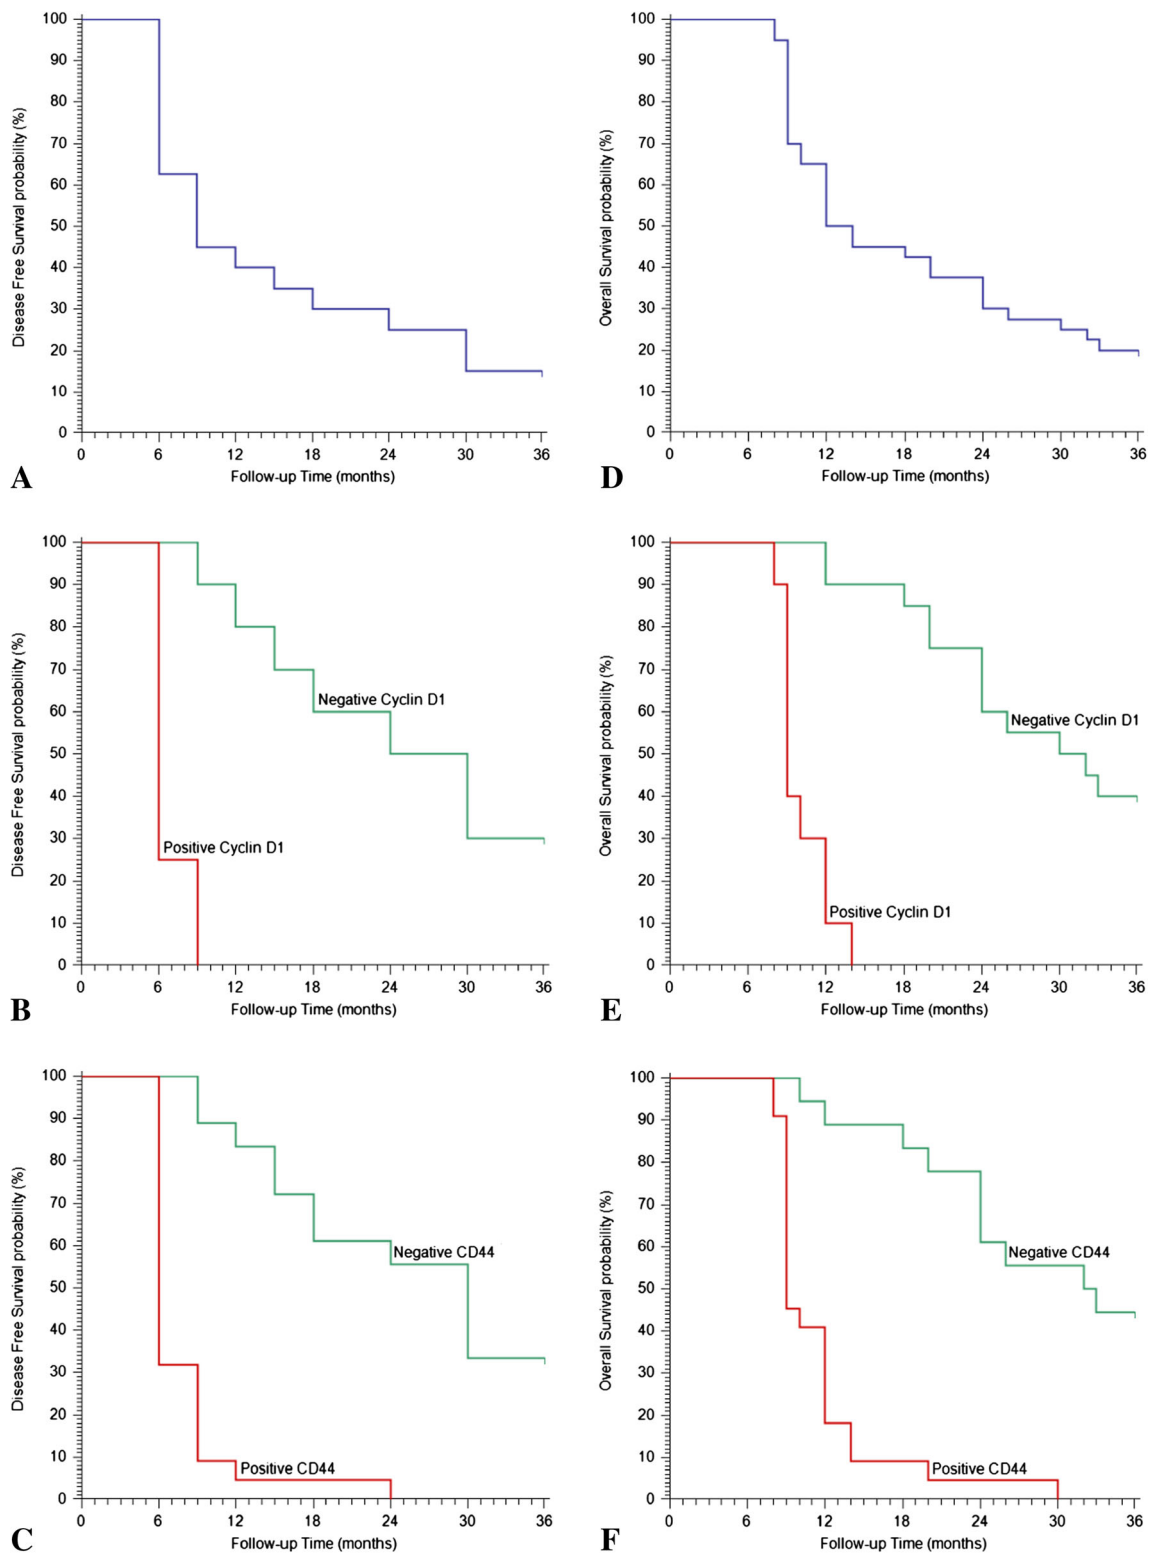 100
90
80
70
60
50
40
30
20
10
0
Disease Free Survival probability (%)
0 6 12 18 24 30 36
Follow-up Time (months)
A
100
90
80
70
60
50
40
30
20
10
0
Overall Survival probability (%)
0 6 12 18 24 30 36
Follow-up Time (months)
D
100
90
80
70
60
50
40
30
20
10
0
Disease Free Survival probability (%)
Negative Cyclin D1
Positive Cyclin D1
0 6 12 18 24 30 36
Follow-up Time (months)
B
100
90
80
70
60
50
40
30
20
10
0
Overall Survival probability (%)
Negative Cyclin D1
Positive Cyclin D1
0 6 12 18 24 30 36
Follow-up Time (months)
E
100
90
80
70
60
50
40
30
20
10
0
Disease Free Survival probability (%)
Negative CD44
Positive CD44
0 6 12 18 24 30 36
Follow-up Time (months)
C
100
90
80
70
60
50
40
30
20
10
0
Overall Survival probability (%)
Negative CD44
Positive CD44
0 6 12 18 24 30 36
Follow-up Time (months)
F